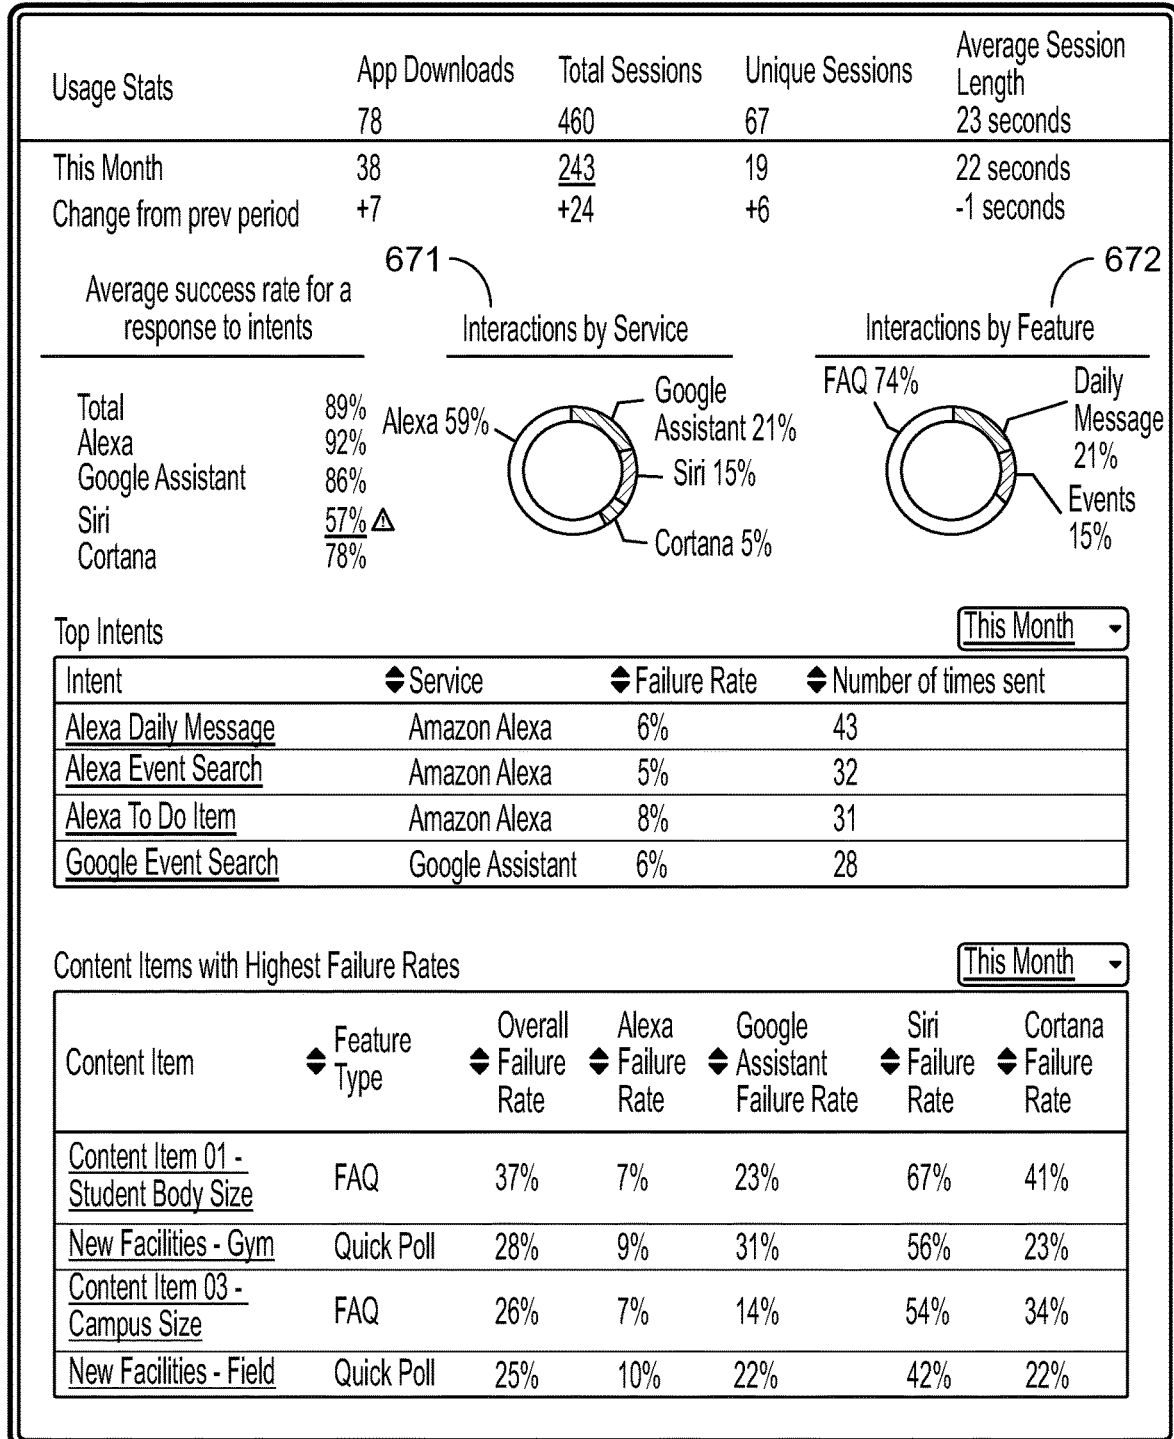 Usage Stats
App Downloads
Total Sessions
Unique Sessions
Average Session
Length
78
460
67
23 seconds
This Month
38
243
19
22 seconds
Change from prev period
+7
+24
+6
-1 seconds
671
672
Average success rate for a
response to intents
Total 89%
Alexa 92%
Google Assistant 86%
Siri 57%
Cortana 78%
Interactions by Service
Alexa 59%
Google
Assistant 21%
Siri 15%
Cortana 5%
Interactions by Feature
FAQ 74%
Daily
Message
21%
Events
15%
Top Intents
This Month
Intent Service Failure Rate Number of times sent
Alexa Daily Message Amazon Alexa 6% 43
Alexa Event Search Amazon Alexa 5% 32
Alexa To Do Item Amazon Alexa 8% 31
Google Event Search Google Assistant 6% 28
Content Items with Highest Failure Rates
This Month
Content Item
Feature
Type
Overall
Failure
Rate
Alexa
Failure
Rate
Google
Assistant
Failure Rate
Siri
Failure
Rate
Cortana
Failure
Rate
Content Item 01 -
Student Body Size
FAQ 37% 7% 23% 67% 41%
New Facilities - Gym Quick Poll 28% 9% 31% 56% 23%
Content Item 03 -
Campus Size
FAQ 26% 7% 14% 54% 34%
New Facilities - Field Quick Poll 25% 10% 22% 42% 22%